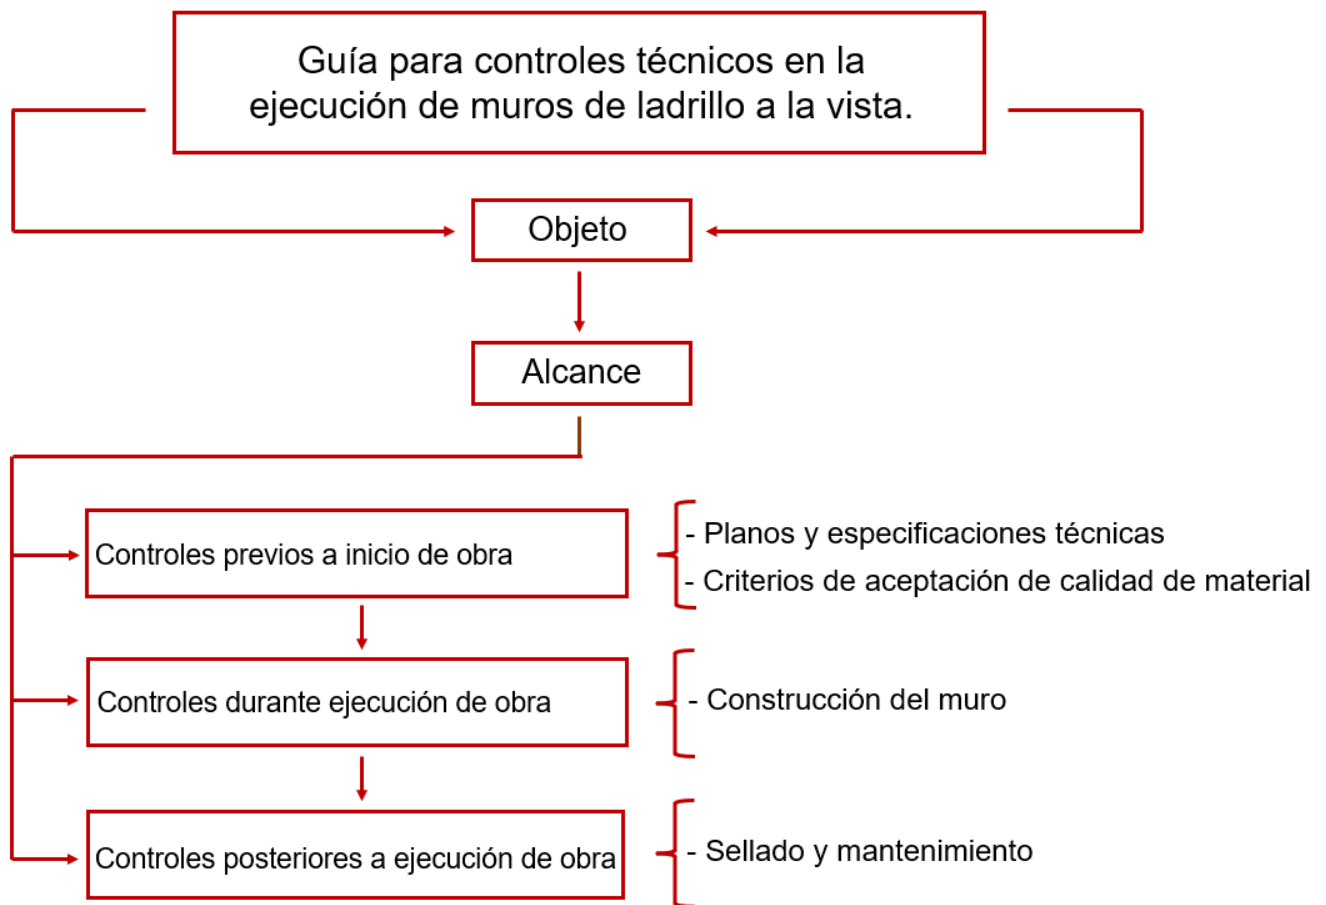 Guía para controles técnicos en la
ejecución de muros de ladrillo a la vista.
Objeto
Alcance
Controles previos a inicio de obra
- Planos y especificaciones técnicas
- Criterios de aceptación de calidad de material
Controles durante ejecución de obra
- Construcción del muro
Controles posteriores a ejecución de obra
- Sellado y mantenimiento